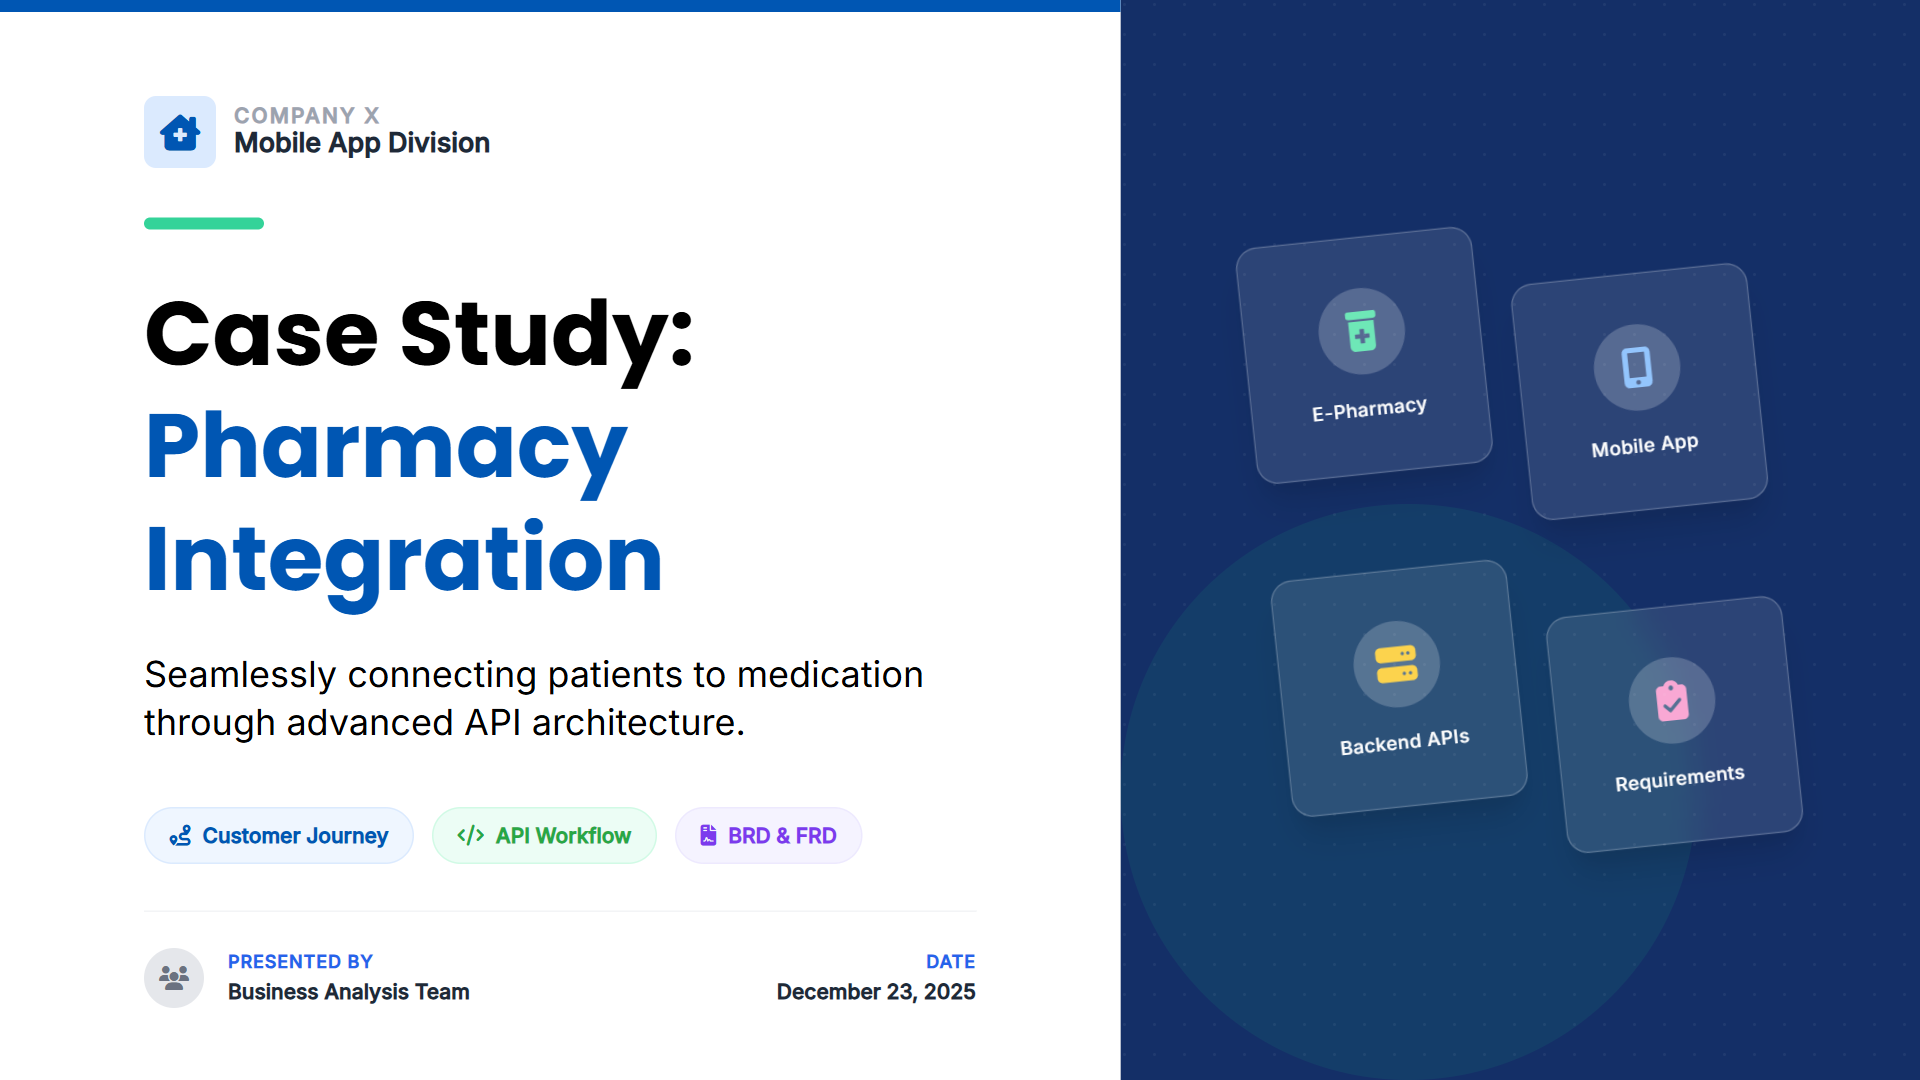 COMPANY X
Mobile App Division
Case Study:
Pharmacy
Integration
Seamlessly connecting patients to medication
through advanced API architecture.
Customer Journey
API Workflow
BRD & FRD
PRESENTED BY
Business Analysis Team
DATE
December 23, 2025
E-Pharmacy
Mobile App
Backend APIs
Requirements